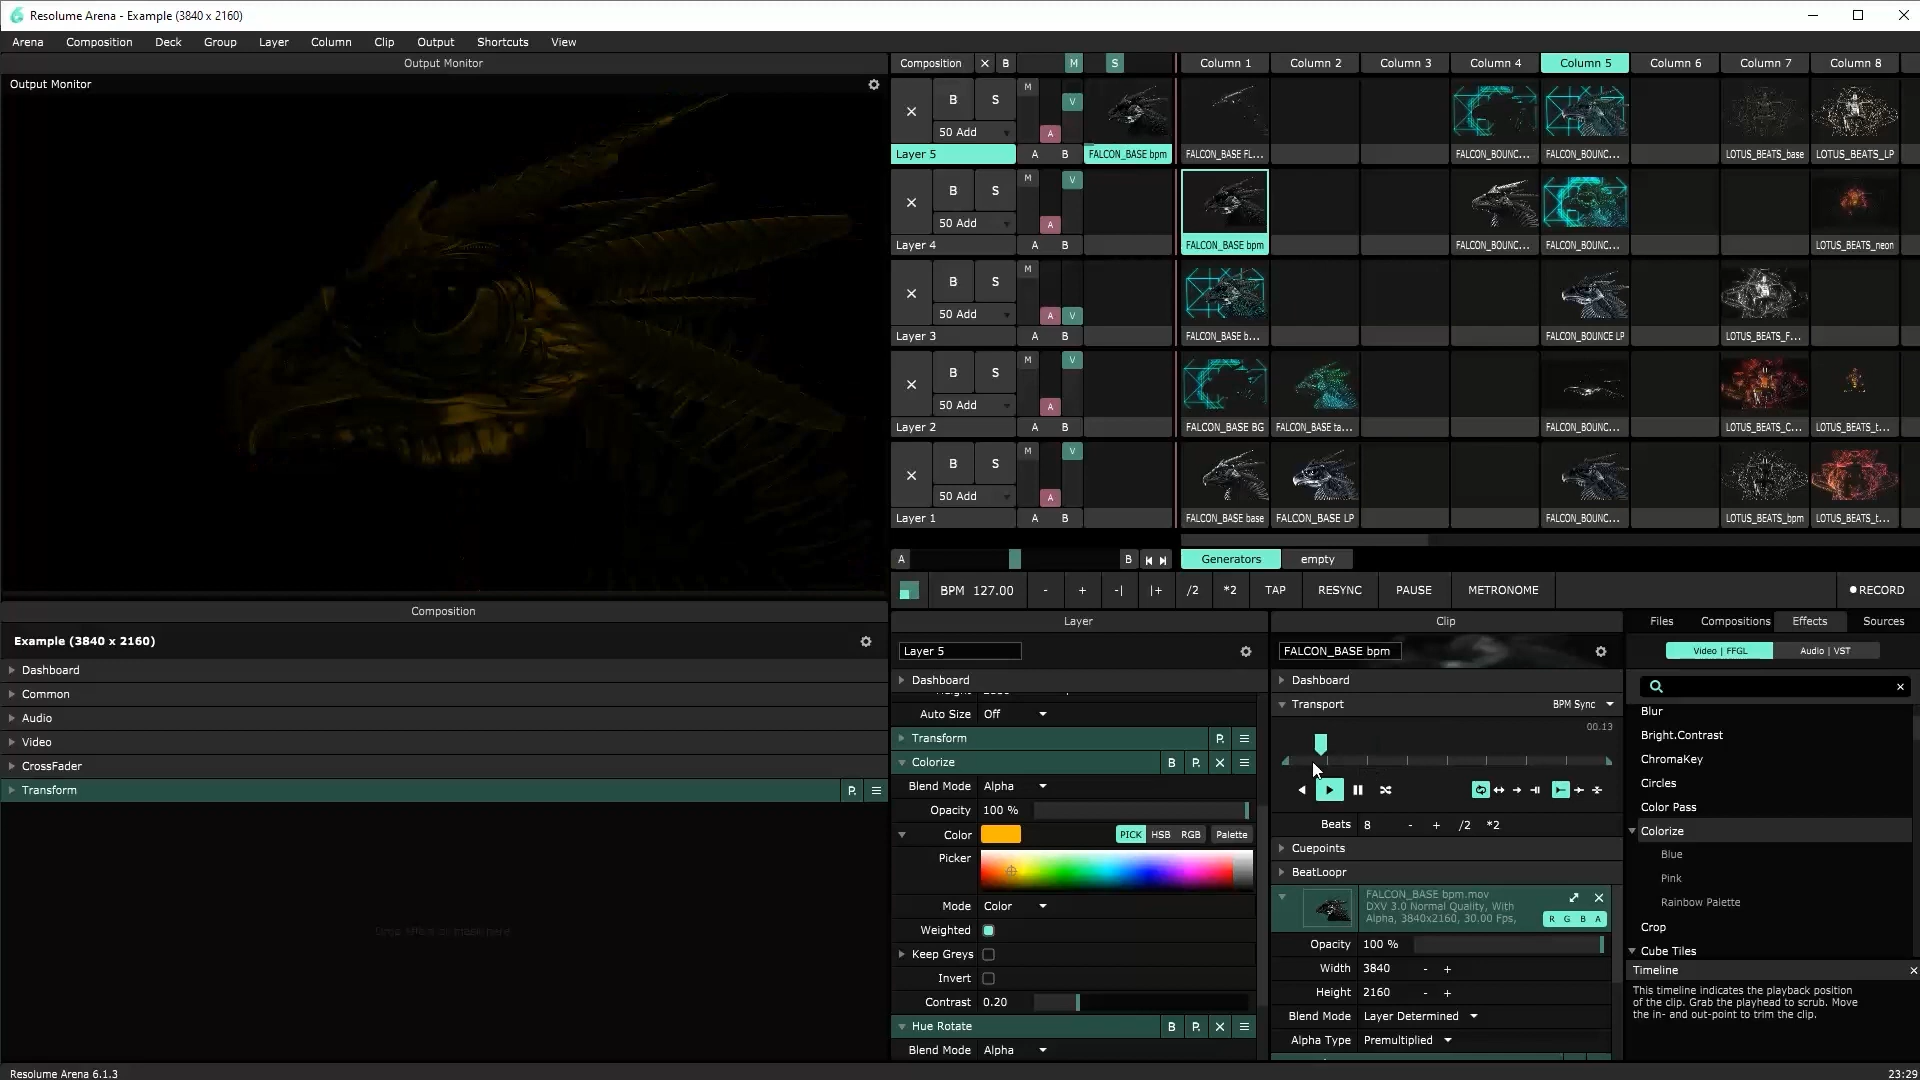 Resolume Arena - Example (3840 x 2160)
Arena Composition Deck Group Layer Column Clip Output Shortcuts View
Output Monitor
Output Monitor
Composition X B M S Column 1 Column 2 Column 3 Column 4 Column 5 Column 6 Column 7 Column 8
B S M V
50 Add A
Layer 5 A B FALCON_BASE bpm FALCON_BASE FL... FALCON_BOUNC... FALCON_BOUNC... LOTUS_BEATS_base LOTUS_BEATS_LP
B S M V
50 Add A
Layer 4 A B FALCON_BASE bpm FALCON_BOUNC... FALCON_BOUNC... LOTUS_BEATS_neon
B S M
50 Add A V
Layer 3 A B FALCON_BASE b... FALCON_BOUNCE LP LOTUS_BEATS_F...
B S M V
50 Add A
Layer 2 A B FALCON_BASE BG FALCON_BASE ta... FALCON_BOUNC... LOTUS_BEATS_C... LOTUS_BEATS_t...
B S M V
50 Add A
Layer 1 A B FALCON_BASE base FALCON_BASE LP FALCON_BOUNC... LOTUS_BEATS_bpm LOTUS_BEATS_t...
A B Generators empty
BPM 127.00 - + -| |+ /2 *2 TAP RESYNC PAUSE METRONOME RECORD
Composition
Example (3840 x 2160)
Dashboard
Common
Audio
Video
CrossFader
Transform P.
Layer
Layer 5
Dashboard
Auto Size Off
Transform P.
Colorize B P. X
Blend Mode Alpha
Opacity 100 %
Color PICK HSB RGB Palette
Picker
Mode Color
Weighted
Keep Greys
Invert
Contrast 0.20
Hue Rotate B P. X
Blend Mode Alpha
Clip
FALCON_BASE bpm
Dashboard
Transport BPM Sync
00.13
Beats 8 - + /2 *2
Cuepoints
BeatLoopr
FALCON_BASE bpm.mov
DXV 3.0 Normal Quality, With
Alpha, 3840x2160, 30.00 Fps,
R G B A
Opacity 100 %
Width 3840 - +
Height 2160 - +
Blend Mode Layer Determined
Alpha Type Premultiplied
Files Compositions Effects Sources
Video | FFGL Audio | VST
Blur
Bright.Contrast
ChromaKey
Circles
Color Pass
Colorize
Blue
Pink
Rainbow Palette
Crop
Cube Tiles
Timeline
This timeline indicates the playback position
of the clip. Grab the playhead to scrub. Move
the in- and out-point to trim the clip.
Resolume Arena 6.1.3
23:29